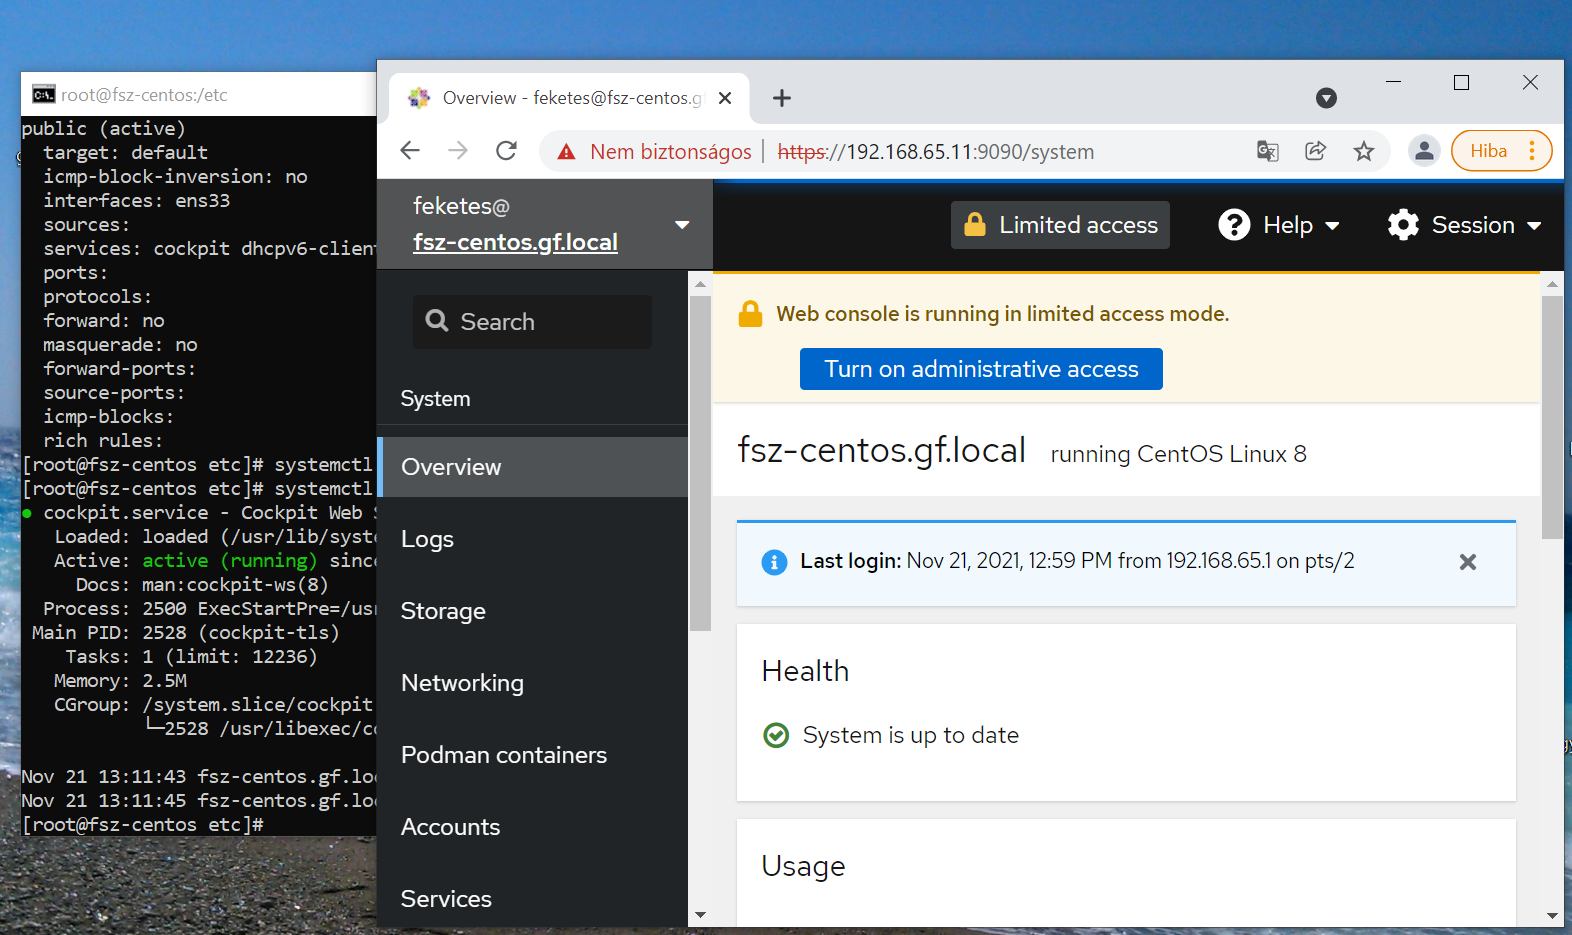 root@fsz-centos:/etc
public (active)
target: default
icmp-block-inversion: no
interfaces: ens33
sources:
services: cockpit dhcpv6-client
ports:
protocols:
forward: no
masquerade: no
forward-ports:
source-ports:
icmp-blocks:
rich rules:
[root@fsz-centos etc]# systemctl
[root@fsz-centos etc]# systemctl
● cockpit.service - Cockpit Web
Loaded: loaded (/usr/lib/syste
Active: active (running) since
Docs: man:cockpit-ws(8)
Process: 2500 ExecStartPre=/usr
Main PID: 2528 (cockpit-tls)
Tasks: 1 (limit: 12236)
Memory: 2.5M
CGroup: /system.slice/cockpit
└─2528 /usr/libexec/co
Nov 21 13:11:43 fsz-centos.gf.loc
Nov 21 13:11:45 fsz-centos.gf.loc
[root@fsz-centos etc]#
Overview - feketes@fsz-centos.gf
Nem biztonságos
https://192.168.65.11:9090/system
Hiba
feketes@
fsz-centos.gf.local
Limited access
Help
Session
Search
System
Overview
Logs
Storage
Networking
Podman containers
Accounts
Services
Web console is running in limited access mode.
Turn on administrative access
fsz-centos.gf.local running CentOS Linux 8
Last login: Nov 21, 2021, 12:59 PM from 192.168.65.1 on pts/2
Health
System is up to date
Usage